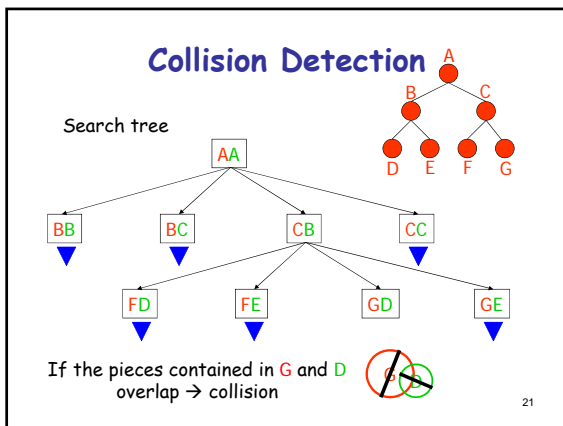 Collision Detection
A
B C
D E F G
Search tree
AA
BB BC CB CC
FD FE GD GE
If the pieces contained in G and D
overlap → collision
G D
21